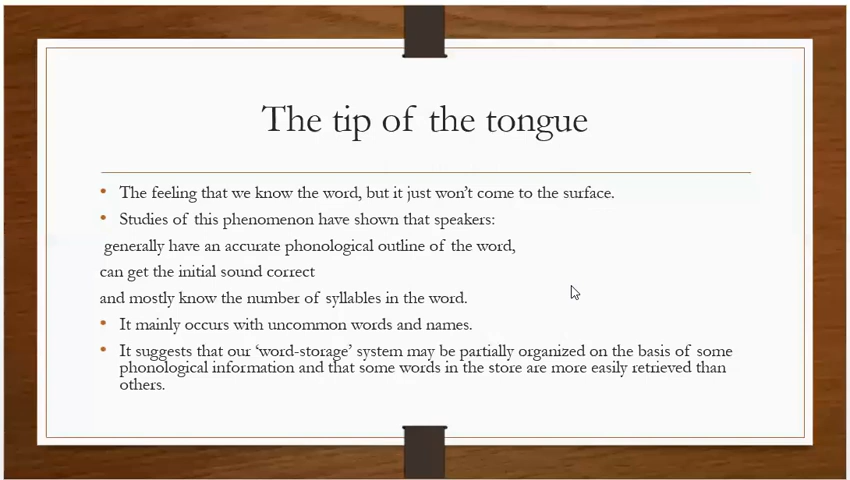 The tip of the tongue
• The feeling that we know the word, but it just won’t come to the surface.
• Studies of this phenomenon have shown that speakers:
generally have an accurate phonological outline of the word,
can get the initial sound correct
and mostly know the number of syllables in the word.
• It mainly occurs with uncommon words and names.
• It suggests that our ‘word-storage’ system may be partially organized on the basis of some
phonological information and that some words in the store are more easily retrieved than
others.